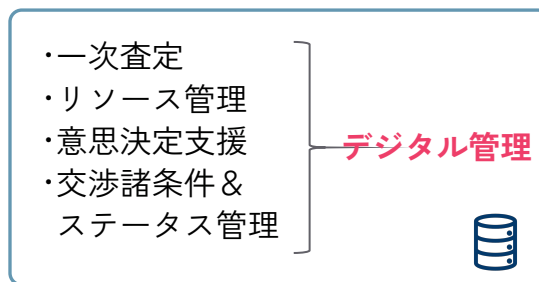 ・一次査定
・リソース管理
・意思決定支援
・交渉諸条件＆
ステータス管理
デジタル管理